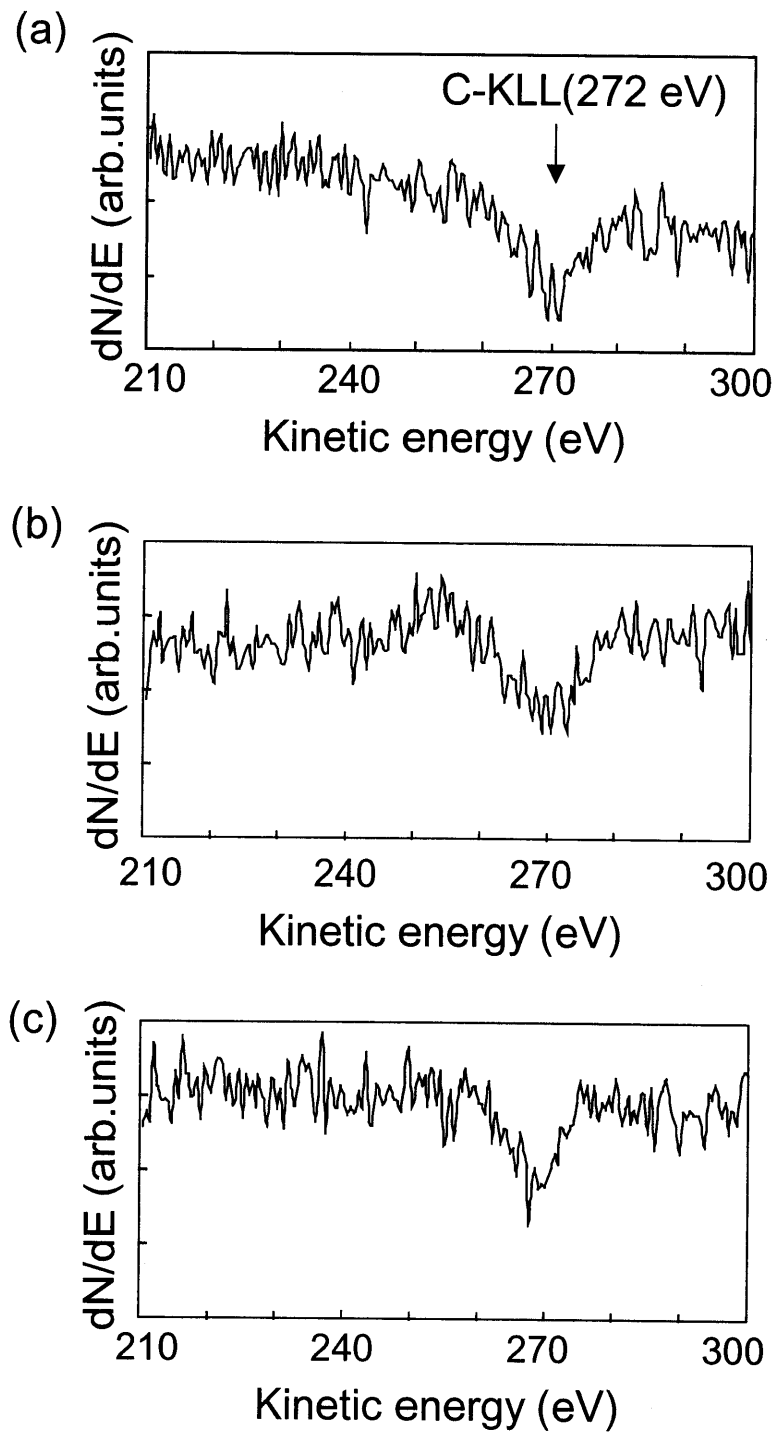 (a)
C-KLL(272 eV)
dN/dE (arb.units)
210 240 270 300
Kinetic energy (eV)
(b)
dN/dE (arb.units)
210 240 270 300
Kinetic energy (eV)
(c)
dN/dE (arb.units)
210 240 270 300
Kinetic energy (eV)